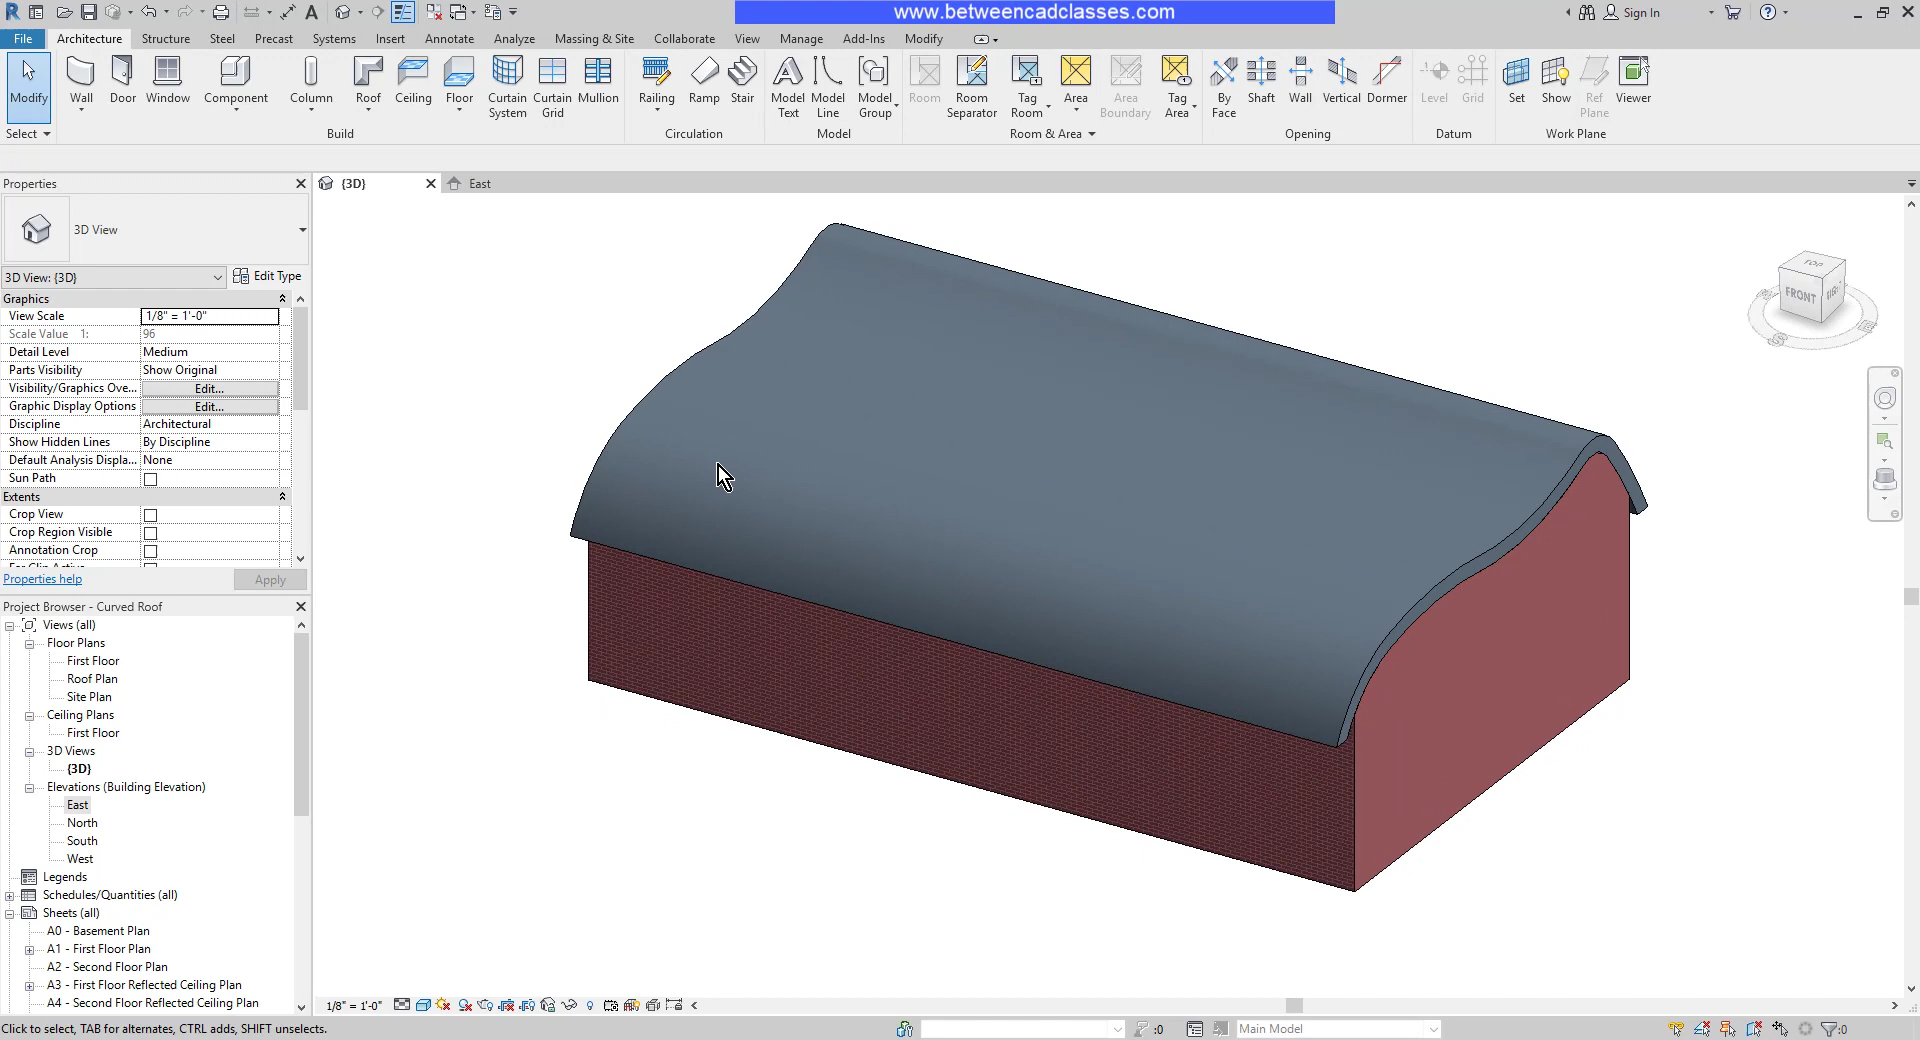 www.betweencadclasses.com
Sign In
File Architecture Structure Steel Precast Systems Insert Annotate Analyze Massing & Site Collaborate View Manage Add-Ins Modify
Modify Wall Door Window Component Column Roof Ceiling Floor Curtain System Curtain Grid Mullion Railing Ramp Stair Model Text Model Line Model Group Room Room Separator Tag Room Area Area Boundary Tag Area By Face Shaft Wall Vertical Dormer Level Grid Set Show Ref Plane Viewer
Select Build Circulation Model Room & Area Opening Datum Work Plane
Properties
{3D} East
3D View
3D View: {3D} Edit Type
Graphics
View Scale 1/8" = 1'-0"
Scale Value 1: 96
Detail Level Medium
Parts Visibility Show Original
Visibility/Graphics Ove... Edit...
Graphic Display Options Edit...
Discipline Architectural
Show Hidden Lines By Discipline
Default Analysis Displa... None
Sun Path
Extents
Crop View
Crop Region Visible
Annotation Crop
Properties help Apply
Project Browser - Curved Roof
Views (all)
Floor Plans
First Floor
Roof Plan
Site Plan
Ceiling Plans
First Floor
3D Views
{3D}
Elevations (Building Elevation)
East
North
South
West
Legends
Schedules/Quantities (all)
Sheets (all)
A0 - Basement Plan
A1 - First Floor Plan
A2 - Second Floor Plan
A3 - First Floor Reflected Ceiling Plan
A4 - Second Floor Reflected Ceiling Plan
TOP
FRONT
1/8" = 1'-0"
Click to select, TAB for alternates, CTRL adds, SHIFT unselects.
:0
Main Model
:0